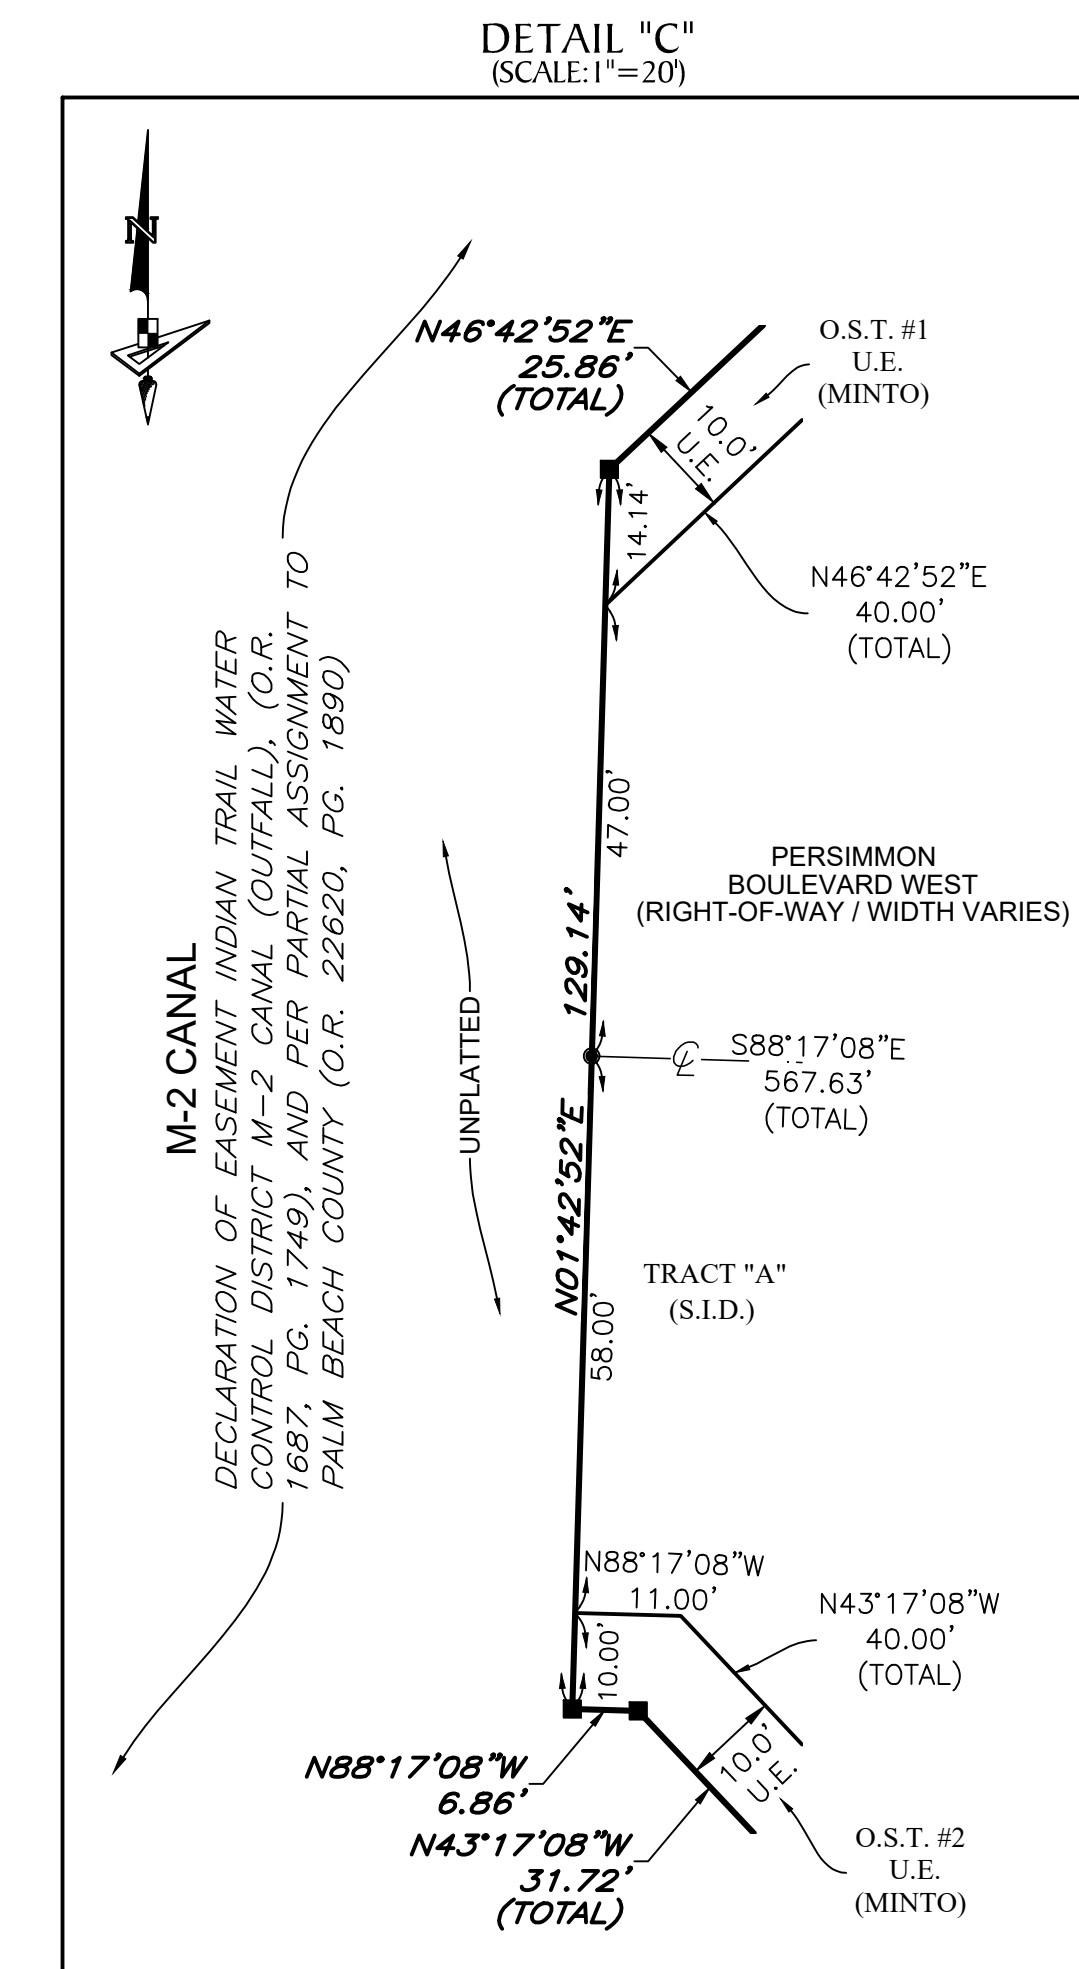 DETAIL "C"
(SCALE: 1"=20')
N
N46°42'52"E
25.86'
(TOTAL)
O.S.T. #1
U.E.
(MINTO)
10.0'
U.E.
14.14'
N46°42'52"E
40.00'
(TOTAL)
M-2 CANAL
DECLARATION OF EASEMENT INDIAN TRAIL WATER
CONTROL DISTRICT M-2 CANAL (OUTFALL), (O.R.
1687, PG. 1749), AND PER PARTIAL ASSIGNMENT TO
PALM BEACH COUNTY (O.R. 22620, PG. 1890)
47.00'
PERSIMMON
BOULEVARD WEST
(RIGHT-OF-WAY / WIDTH VARIES)
UNPLATTED
N01°42'52"E 129.14'
℄
S88°17'08"E
567.63'
(TOTAL)
TRACT "A"
(S.I.D.)
58.00'
N88°17'08"W
11.00'
N43°17'08"W
40.00'
(TOTAL)
10.00'
N88°17'08"W
6.86'
10.0'
U.E.
N43°17'08"W
31.72'
(TOTAL)
O.S.T. #2
U.E.
(MINTO)